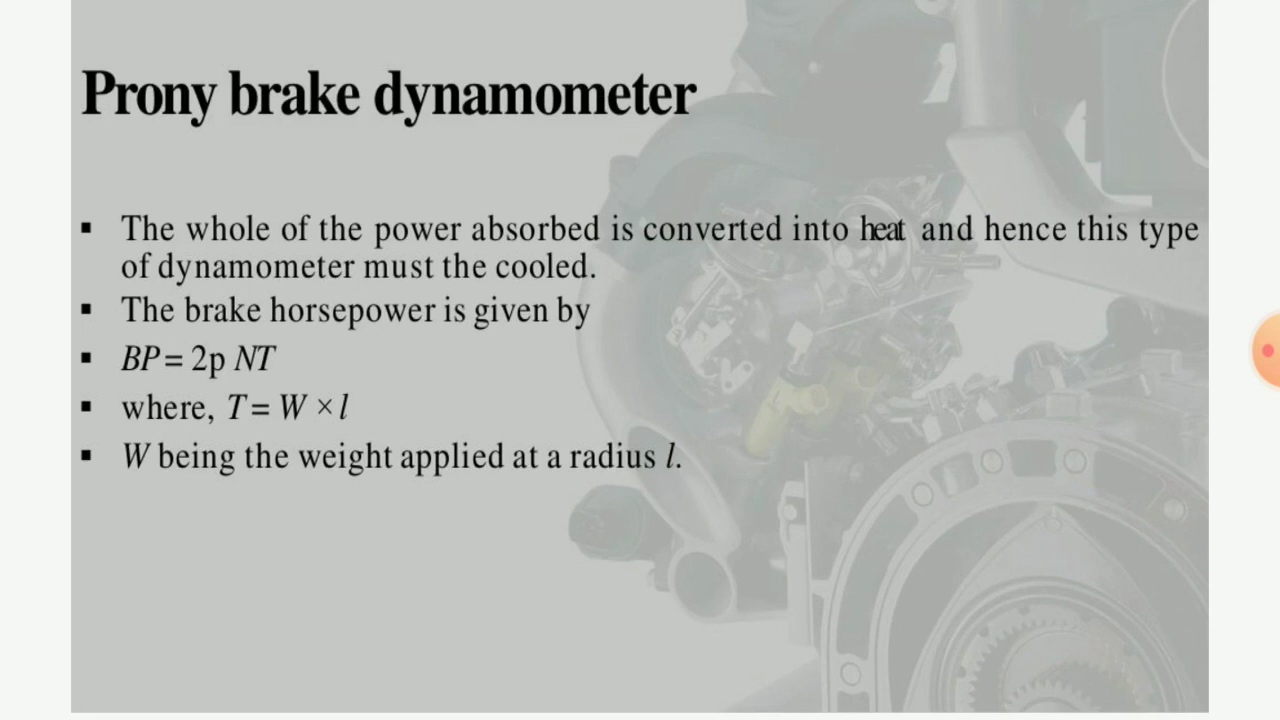 Prony brake dynamometer
▪ The whole of the power absorbed is converted into heat and hence this type
of dynamometer must the cooled.
▪ The brake horsepower is given by
▪ BP = 2p NT
▪ where, T = W × l
▪ W being the weight applied at a radius l.